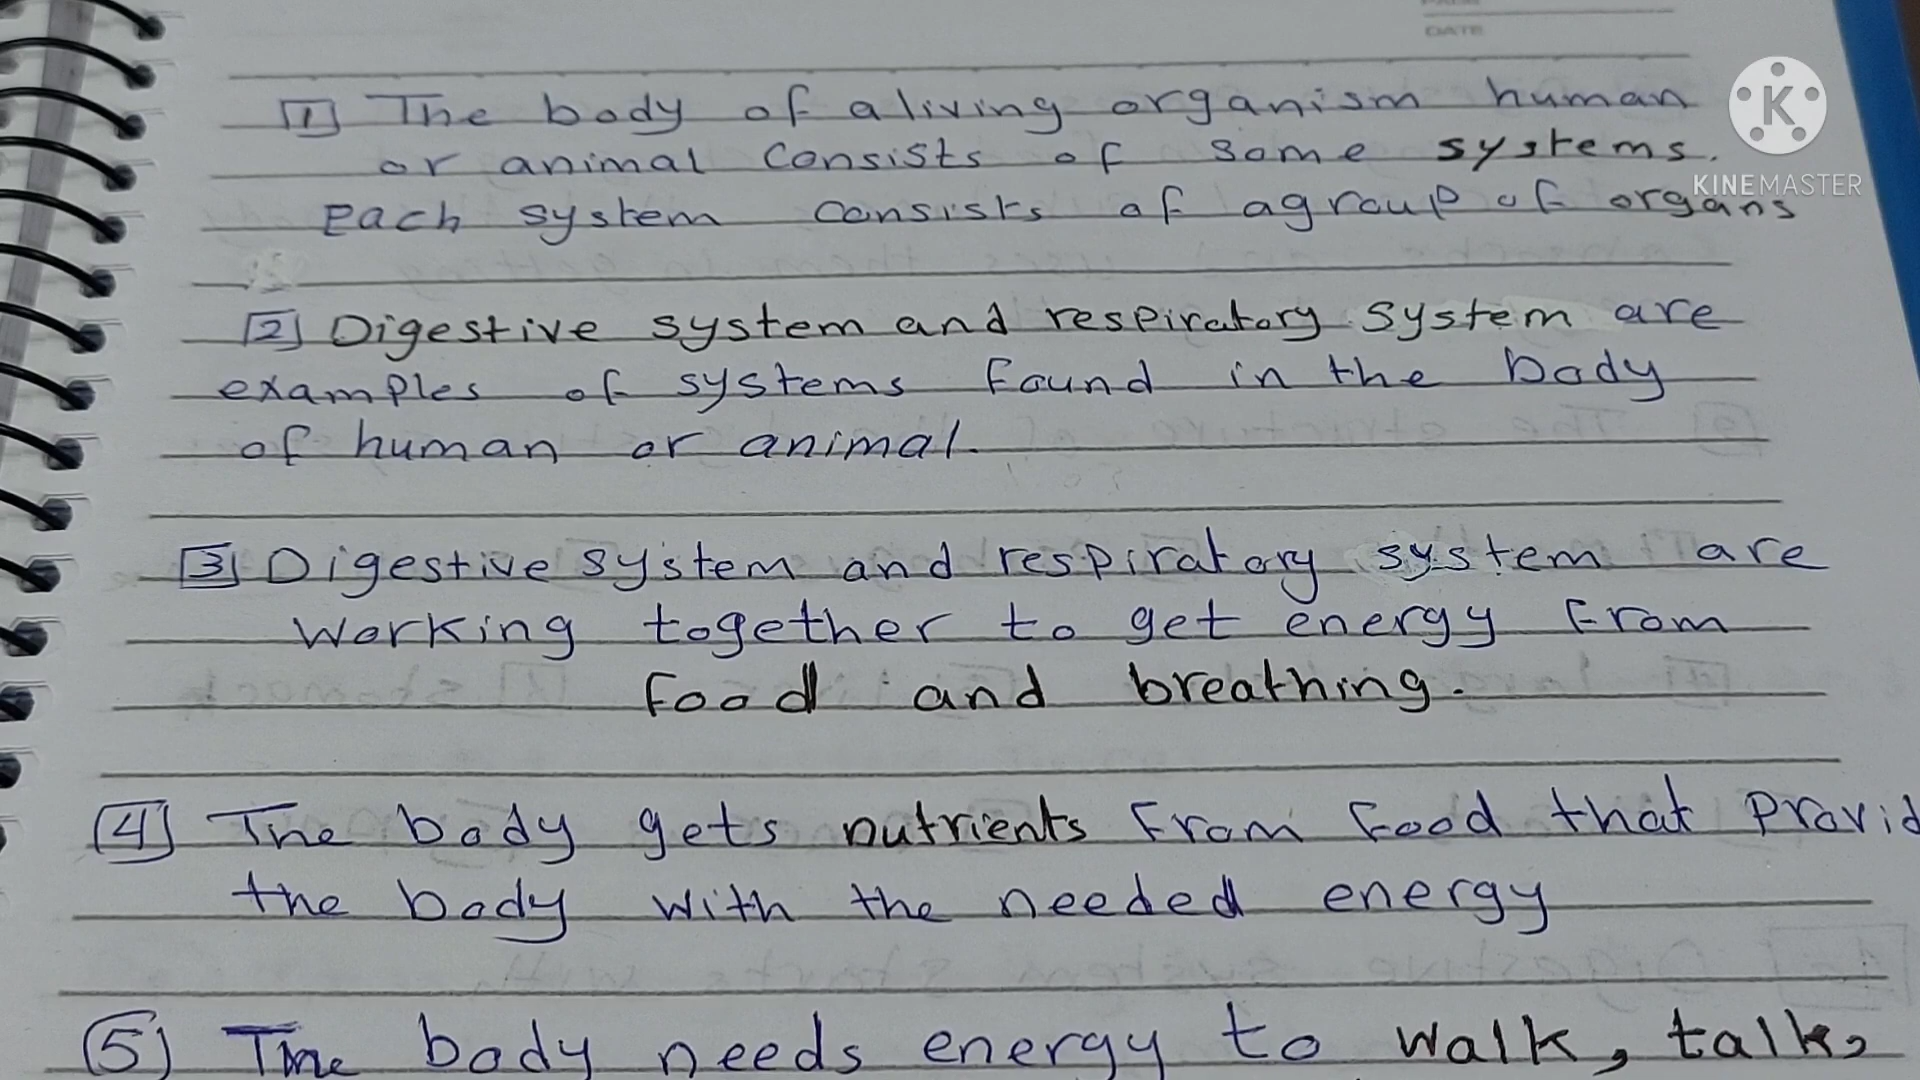 DATE
1 The body of a living organism human
or animal consists of some systems.
Each system consists of a group of organs
2 Digestive system and respiratory system are
examples of systems found in the body
of human or animal.
3 Digestive system and respiratory system are
working together to get energy from
food and breathing.
4 The body gets nutrients from food that provid
the body with the needed energy
5 The body needs energy to walk, talk,
K
KINEMASTER